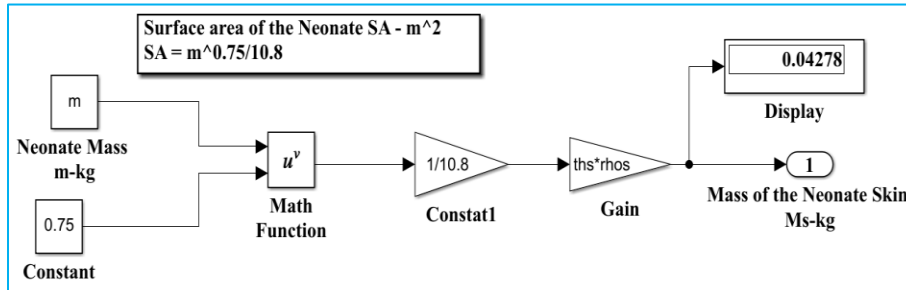 Surface area of the Neonate SA - m^2
SA = m^0.75/10.8
m
Neonate Mass
m-kg
0.75
Constant
u^v
Math
Function
1/10.8
Constat1
ths*rhos
Gain
0.04278
Display
1
Mass of the Neonate Skin
Ms-kg